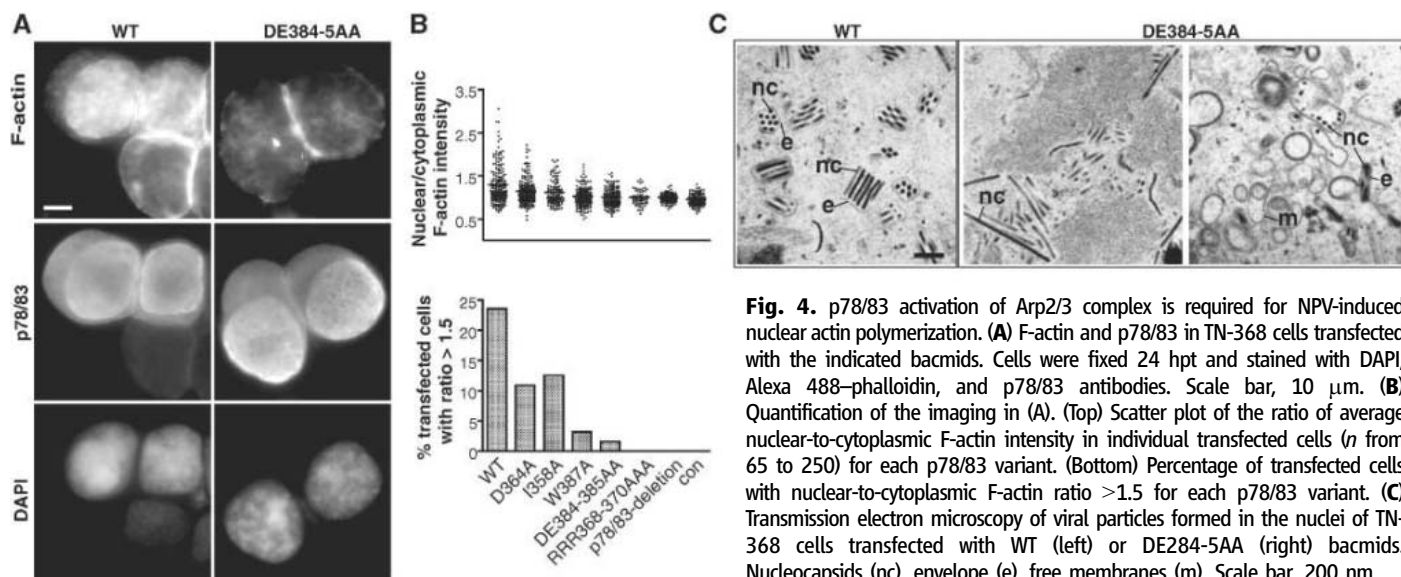 A
WT
DE384-5AA
F-actin
p78/83
DAPI
B
Nuclear/cytoplasmic
F-actin intensity
3.5
2.5
1.5
0.5
% transfected cells
with ratio > 1.5
25
20
15
10
5
0
WT
D364A
I358A
W387A
DE384-385AA
RRR368-370AAA
p78/83-deletion
con
C
WT
DE384-5AA
nc
e
nc
e
nc
nc
e
m
Fig. 4. p78/83 activation of Arp2/3 complex is required for NPV-induced
nuclear actin polymerization. (A) F-actin and p78/83 in TN-368 cells transfected
with the indicated bacmids. Cells were fixed 24 hpt and stained with DAPI,
Alexa 488–phalloidin, and p78/83 antibodies. Scale bar, 10 μm. (B)
Quantification of the imaging in (A). (Top) Scatter plot of the ratio of average
nuclear-to-cytoplasmic F-actin intensity in individual transfected cells (n from
65 to 250) for each p78/83 variant. (Bottom) Percentage of transfected cells
with nuclear-to-cytoplasmic F-actin ratio >1.5 for each p78/83 variant. (C)
Transmission electron microscopy of viral particles formed in the nuclei of TN-
368 cells transfected with WT (left) or DE284-5AA (right) bacmids.
Nucleocapsids (nc), envelope (e), free membranes (m). Scale bar, 200 nm.